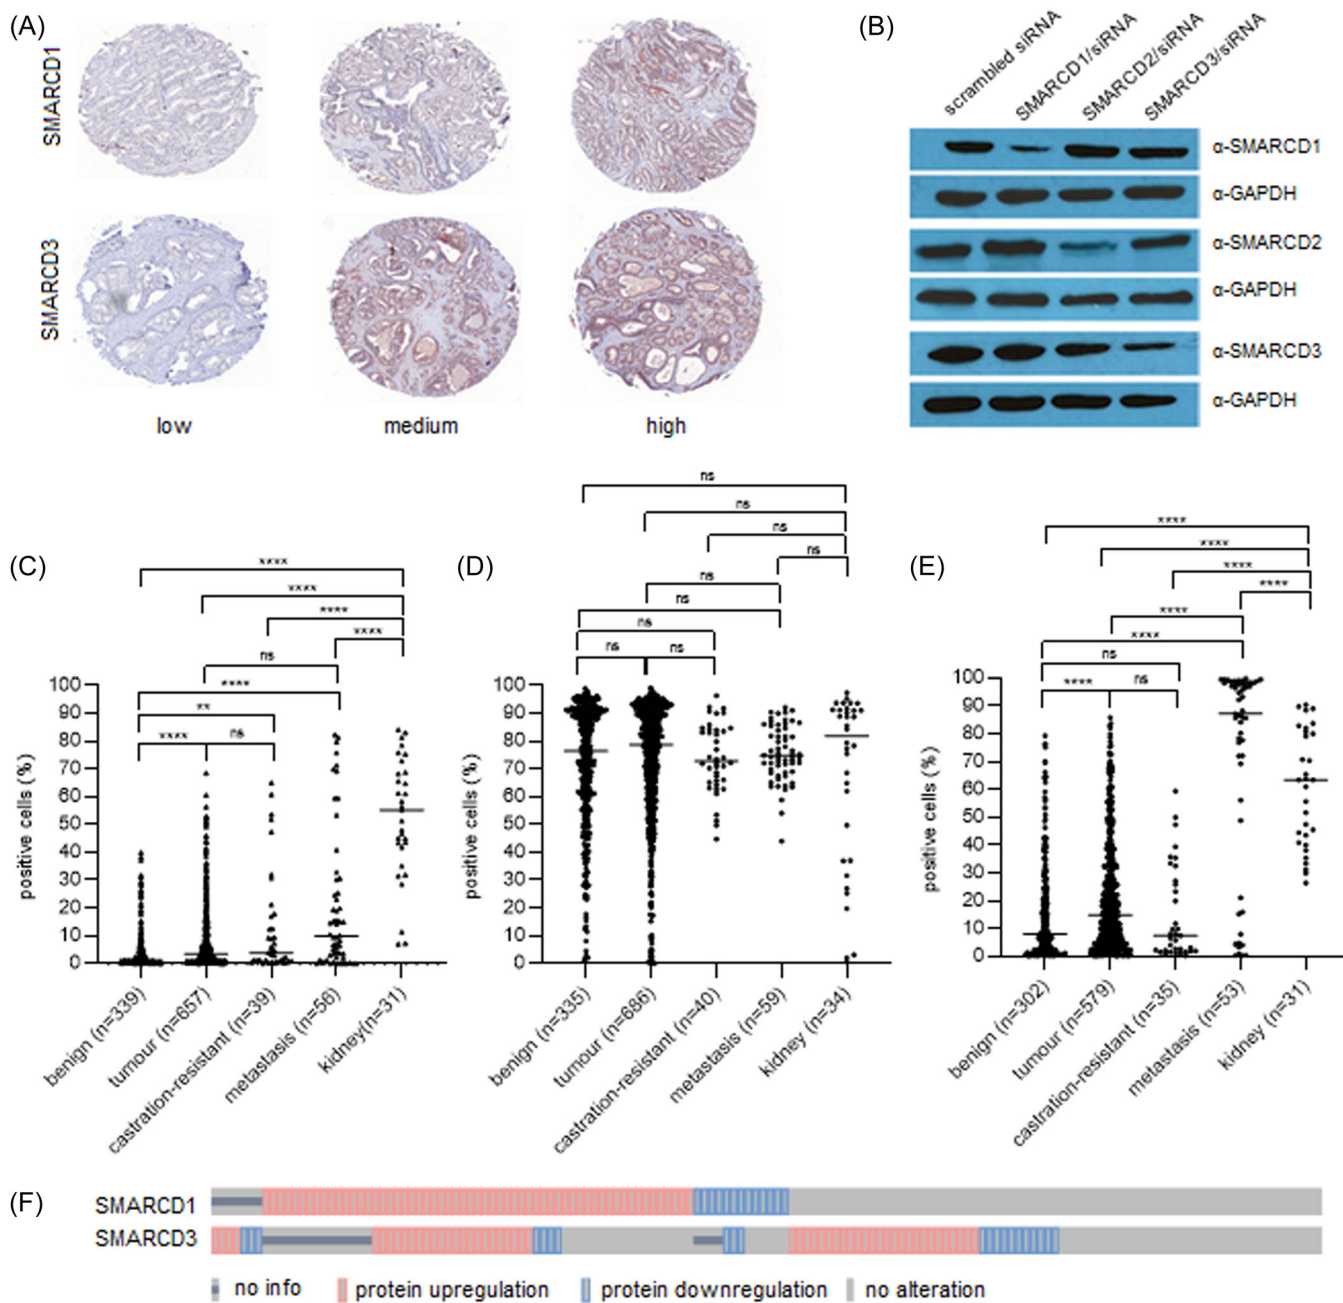 (A)
SMARCD1
SMARCD3
low
medium
high
(B)
scrambled siRNA
SMARCD1/siRNA
SMARCD2/siRNA
SMARCD3/siRNA
α-SMARCD1
α-GAPDH
α-SMARCD2
α-GAPDH
α-SMARCD3
α-GAPDH
(C)
****
****
****
****
ns
****
**
****
ns
positive cells (%)
100
90
80
70
60
50
40
30
20
10
0
benign (n=339)
tumour (n=657)
castration-resistant (n=39)
metastasis (n=56)
kidney(n=31)
(D)
ns
ns
ns
ns
ns
ns
ns
ns
ns
positive cells (%)
100
90
80
70
60
50
40
30
20
10
0
benign (n=335)
tumour (n=686)
castration-resistant (n=40)
metastasis (n=59)
kidney (n=34)
(E)
****
****
****
****
****
****
ns
****
ns
positive cells (%)
100
90
80
70
60
50
40
30
20
10
0
benign (n=302)
tumour (n=579)
castration-resistant (n=35)
metastasis (n=53)
kidney (n=31)
(F)
SMARCD1
SMARCD3
no info
protein upregulation
protein downregulation
no alteration